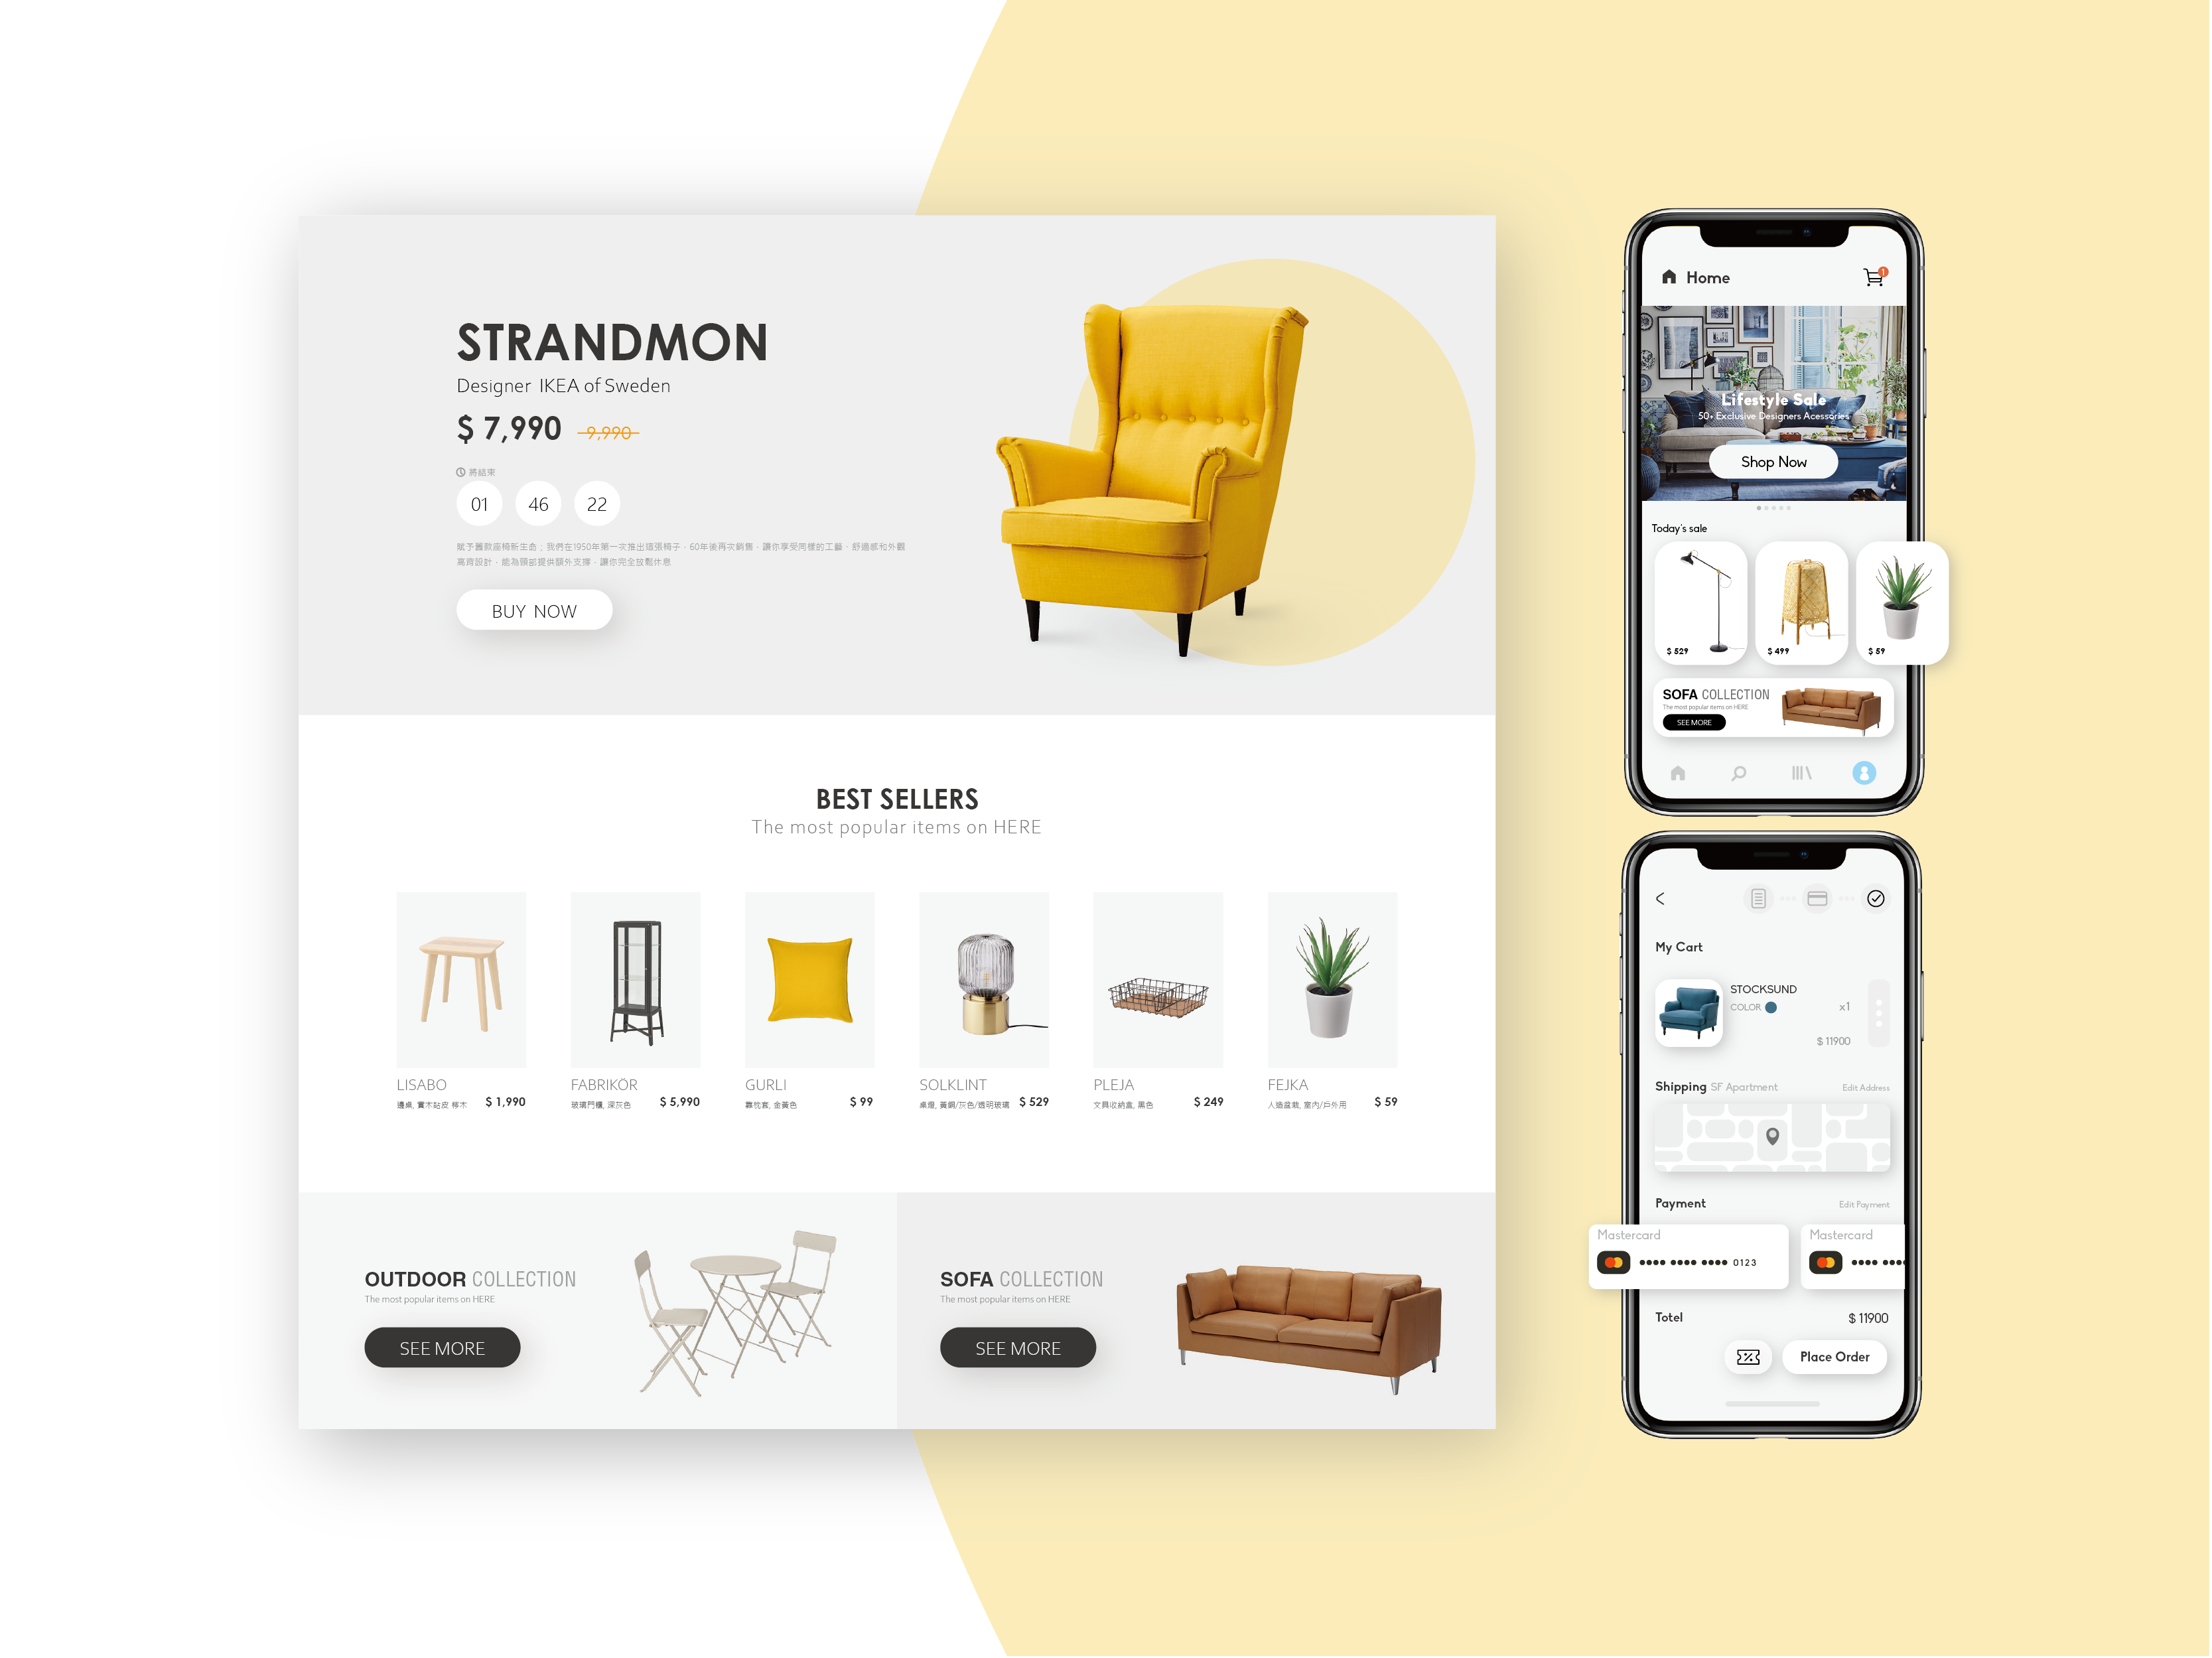 STRANDMON
Designer IKEA of Sweden
$ 7,990 9,990
將結束
01 46 22
賦予舊款座椅新生命；我們在1950年第一次推出這張椅子，60年後再次銷售，讓你享受同樣的工藝、舒適感和外觀
高背設計，能為頸部提供額外支撐，讓你完全放鬆休息
BUY NOW
BEST SELLERS
The most popular items on HERE
LISABO
邊桌, 實木貼皮 梣木 $ 1,990
FABRIKÖR
玻璃門櫃, 深灰色 $ 5,990
GURLI
靠枕套, 金黃色 $ 99
SOLKLINT
桌燈, 黃銅/灰色/透明玻璃 $ 529
PLEJA
文具收納盒, 黑色 $ 249
FEJKA
人造盆栽, 室內/戶外用 $ 59
OUTDOOR COLLECTION
The most popular items on HERE
SEE MORE
SOFA COLLECTION
The most popular items on HERE
SEE MORE
Home
1
Lifestyle Sale
50+ Exclusive Designers Acessories
Shop Now
Today's sale
$ 529
$ 499
$ 59
SOFA COLLECTION
The most popular items on HERE
SEE MORE
My Cart
STOCKSUND
COLOR x1
$ 11900
Shipping SF Apartment Edit Address
Payment Edit Payment
Mastercard
0123
Mastercard
Totel $ 11900
Place Order